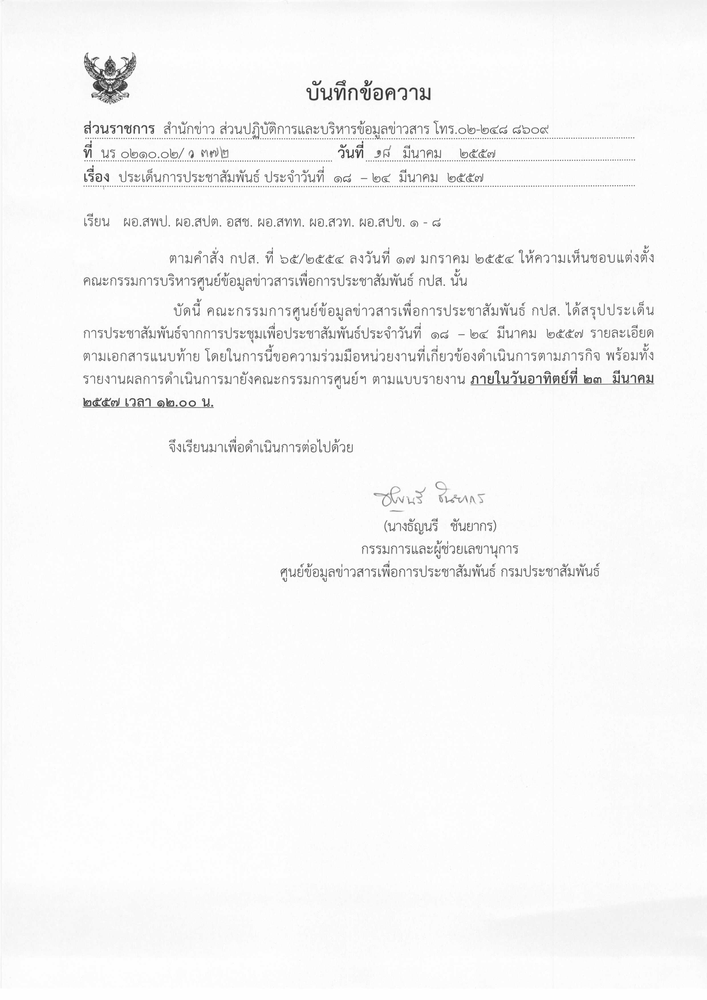 บันทึกข้อความ
ส่วนราชการ สำนักข่าว ส่วนปฏิบัติการและบริหารข้อมูลข่าวสาร โทร.๐๒-๒๔๘ ๘๖๐๙
ที่ นร ๐๒๑๐.๐๒/ ว ๓๗๒ วันที่ ๑๘ มีนาคม ๒๕๕๗
เรื่อง ประเด็นการประชาสัมพันธ์ ประจำวันที่ ๑๘ – ๒๔ มีนาคม ๒๕๕๗
เรียน ผอ.สพป. ผอ.สปต. อสช. ผอ.สทท. ผอ.สวท. ผอ.สปข. ๑ - ๘
ตามคำสั่ง กปส. ที่ ๖๕/๒๕๕๔ ลงวันที่ ๑๗ มกราคม ๒๕๕๔ ให้ความเห็นชอบแต่งตั้ง
คณะกรรมการบริหารศูนย์ข้อมูลข่าวสารเพื่อการประชาสัมพันธ์ กปส. นั้น
บัดนี้ คณะกรรมการศูนย์ข้อมูลข่าวสารเพื่อการประชาสัมพันธ์ กปส. ได้สรุปประเด็น
การประชาสัมพันธ์จากการประชุมเพื่อประชาสัมพันธ์ประจำวันที่ ๑๘ – ๒๔ มีนาคม ๒๕๕๗ รายละเอียด
ตามเอกสารแนบท้าย โดยในการนี้ขอความร่วมมือหน่วยงานที่เกี่ยวข้องดำเนินการตามภารกิจ พร้อมทั้ง
รายงานผลการดำเนินการมายังคณะกรรมการศูนย์ฯ ตามแบบรายงาน ภายในวันอาทิตย์ที่ ๒๓ มีนาคม
๒๕๕๗ เวลา ๑๒.๐๐ น.
จึงเรียนมาเพื่อดำเนินการต่อไปด้วย
ธัญนรี ชันยากร
(นางธัญนรี ชันยากร)
กรรมการและผู้ช่วยเลขานุการ
ศูนย์ข้อมูลข่าวสารเพื่อการประชาสัมพันธ์ กรมประชาสัมพันธ์